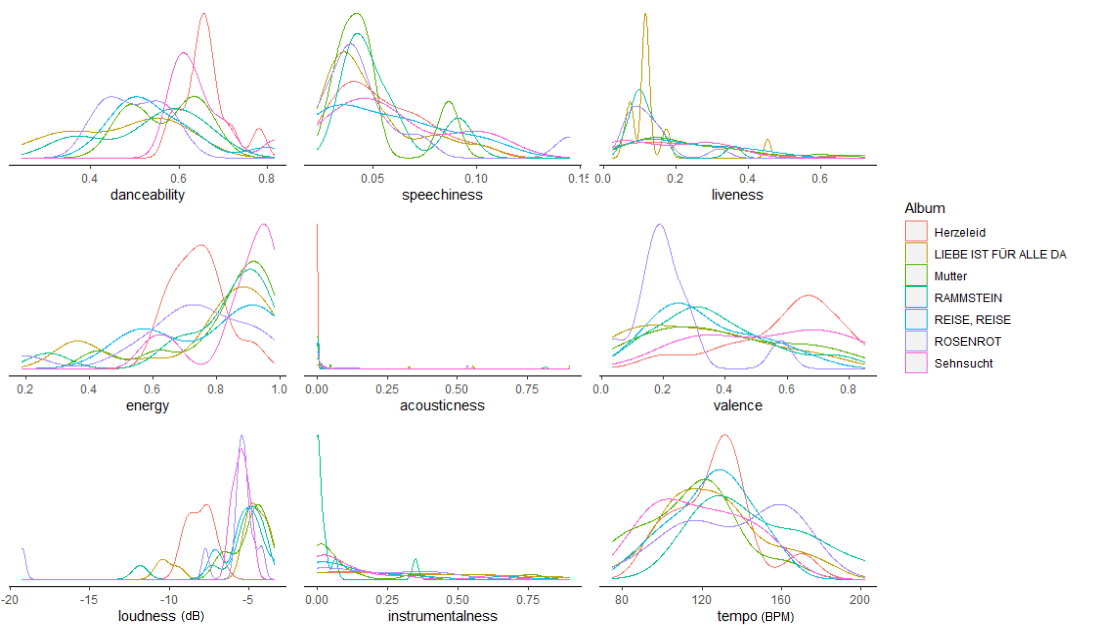 0.4 0.6 0.8
danceability
0.05 0.10 0.15
speechiness
0.0 0.2 0.4 0.6
liveness
Album
Herzeleid
LIEBE IST FÜR ALLE DA
Mutter
RAMMSTEIN
REISE, REISE
ROSENROT
Sehnsucht
0.2 0.4 0.6 0.8 1.0
energy
0.00 0.25 0.50 0.75
acousticness
0.0 0.2 0.4 0.6 0.8
valence
-20 -15 -10 -5
loudness (dB)
0.00 0.25 0.50 0.75
instrumentalness
80 120 160 200
tempo (BPM)